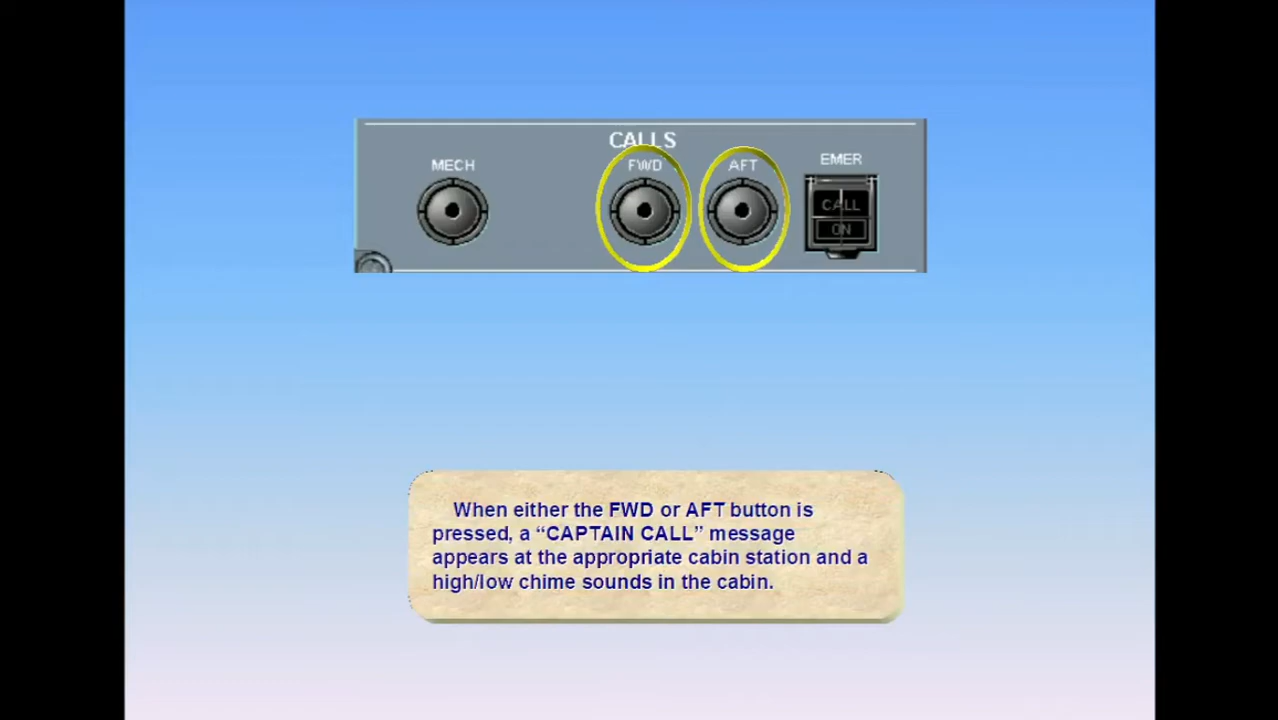 CALLS
MECH
FWD
AFT
EMER
CALL
ON
When either the FWD or AFT button is
pressed, a “CAPTAIN CALL” message
appears at the appropriate cabin station and a
high/low chime sounds in the cabin.